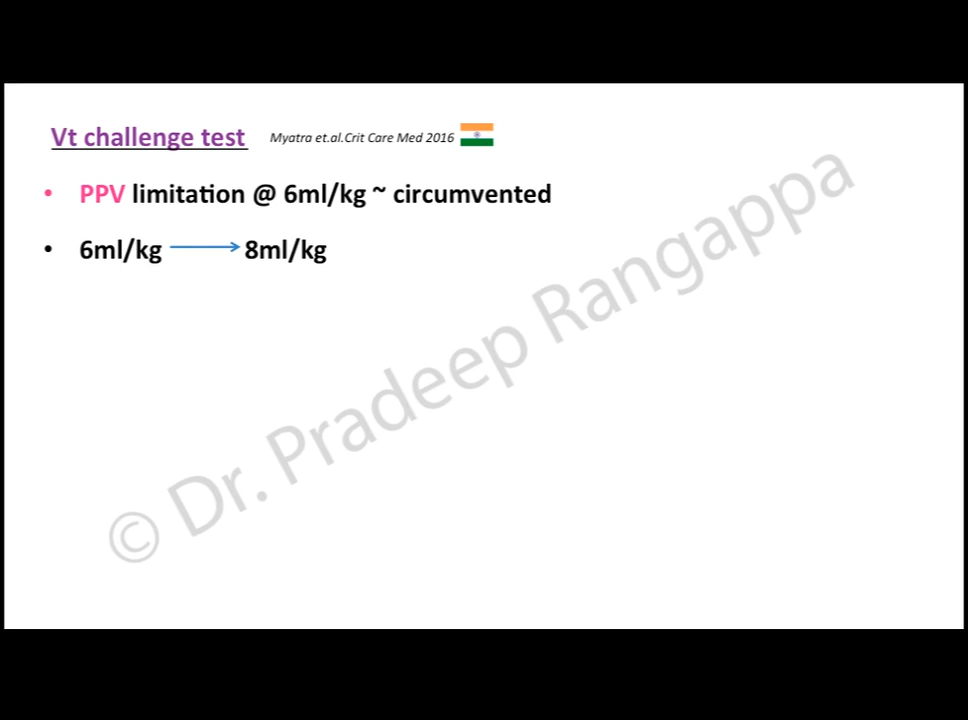 Vt challenge test Myatra et.al.Crit Care Med 2016
• PPV limitation @ 6ml/kg ~ circumvented
• 6ml/kg → 8ml/kg
© Dr. Pradeep Rangappa